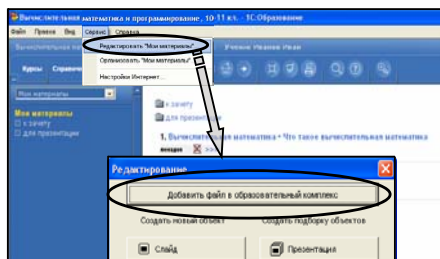 Вычислительная математика и программирование, 10-11 кл. - 1С:Образование
Файл Правка Вид Сервис Справка
Редактировать "Мои материалы"
Оптимизировать "Мои материалы"
Настройки Интернет...
Ученик Иванов Иван
Курсы
Мои материалы
Мои материалы
к зачету
для презентации
к зачету
для презентации
1. Вычислительная математика • Что такое вычислительная математика
лекция
Редактирование
Добавить файл в образовательный комплекс
Создать новый объект
Создать подборку объектов
Слайд
Презентация